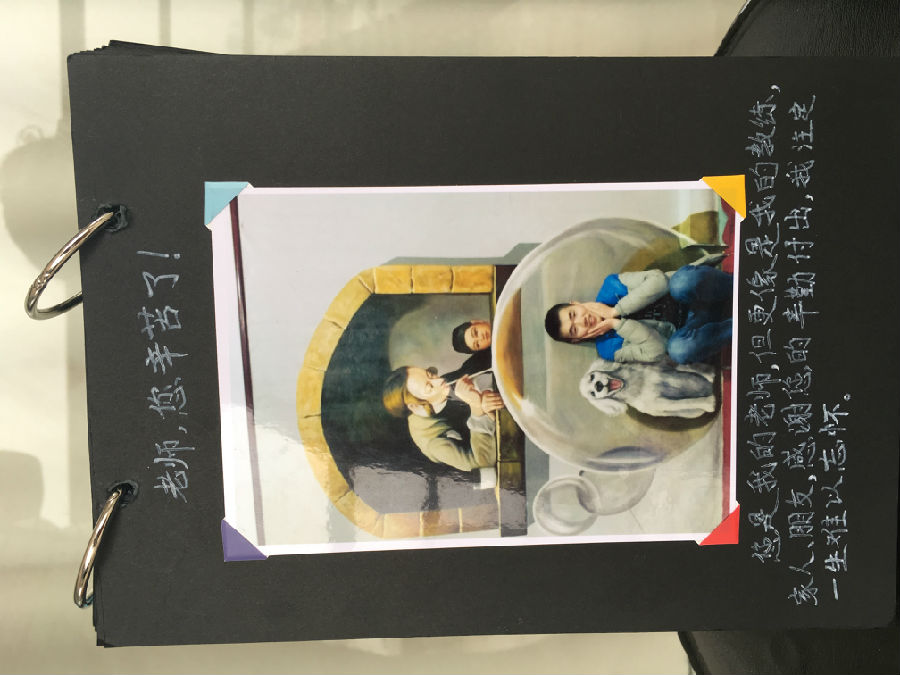 老师，您辛苦了！
您是我的老师，但更像是我的教练、
家人、朋友，感谢您的辛勤付出，我注定
一生难以忘怀。